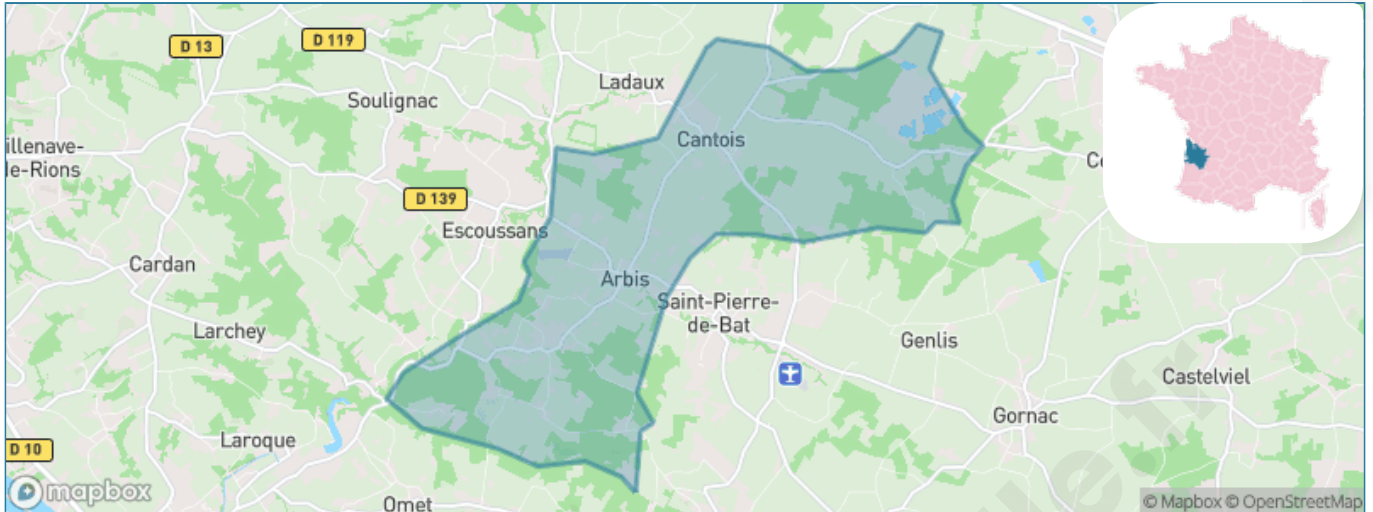 D 13
D 119
Ladaux
Soulignac
Cantois
illenave-
le-Rions
D 139
Escoussans
Cardan
Arbis
Saint-Pierre-
de-Bat
Larchey
Genlis
Castelviel
Gornac
Laroque
D 10
mapbox
Omet
© Mapbox © OpenStreetMap